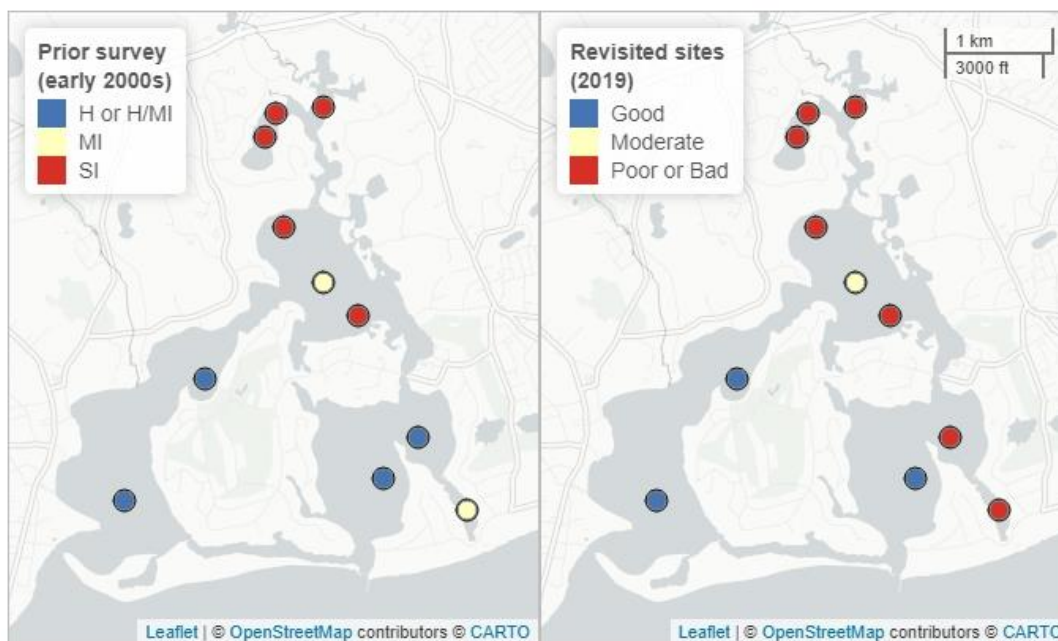 Prior survey
(early 2000s)
H or H/MI
MI
SI
Leaflet | © OpenStreetMap contributors © CARTO
Revisited sites
(2019)
Good
Moderate
Poor or Bad
1 km
3000 ft
Leaflet | © OpenStreetMap contributors © CARTO